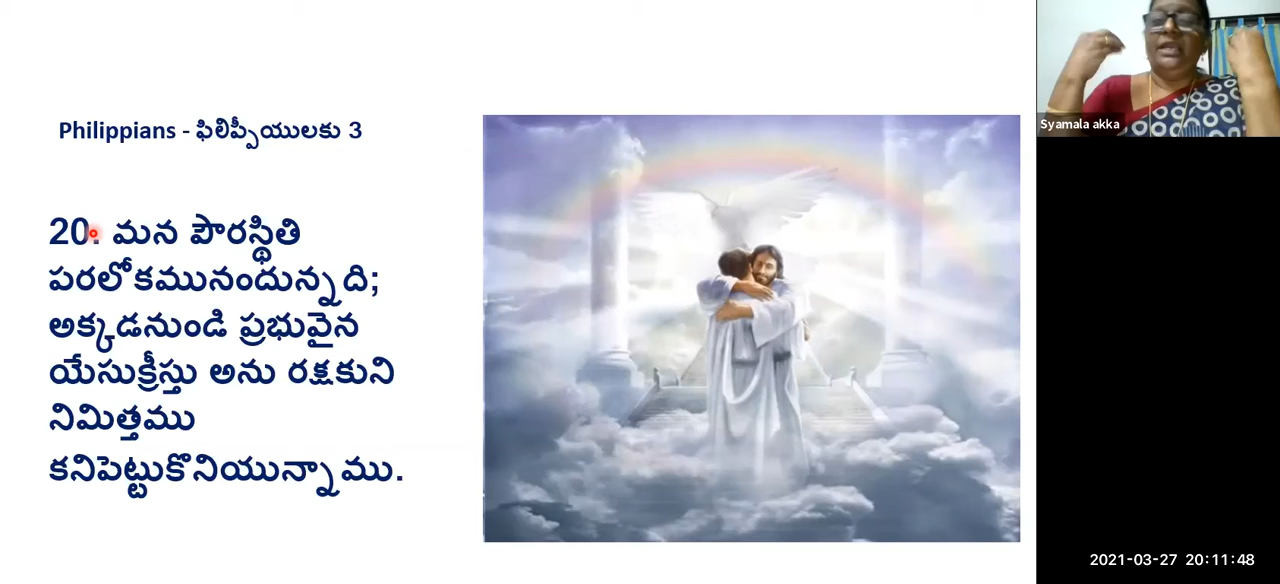 Philippians - ఫిలిప్పీయులకు 3
20. మన పౌరస్థితి
పరలోకమునందున్నది;
అక్కడనుండి ప్రభువైన
యేసుక్రీస్తు అను రక్షకుని
నిమిత్తము
కనిపెట్టుకొనియున్నాము.
Syamala akka
2021-03-27 20:11:48